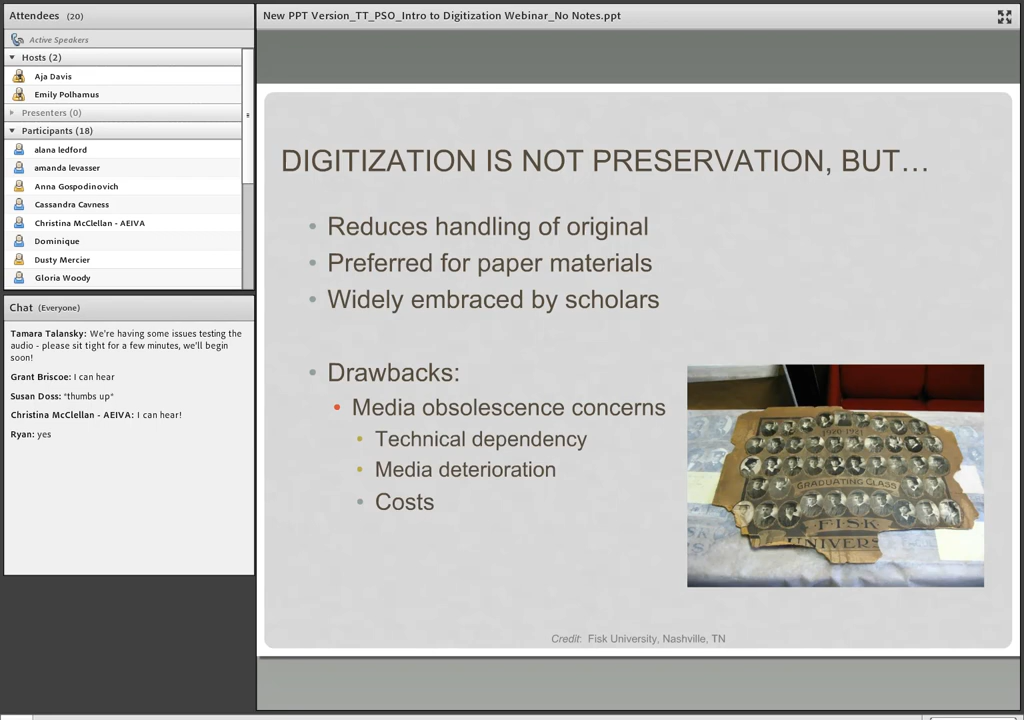 Attendees (20)
Active Speakers
Hosts (2)
Aja Davis
Emily Polhamus
Presenters (0)
Participants (18)
alana ledford
amanda levasser
Anna Gospodinovich
Cassandra Cavness
Christina McClellan - AEIVA
Dominique
Dusty Mercier
Gloria Woody
Chat (Everyone)
Tamara Talansky: We're having some issues testing the
audio - please sit tight for a few minutes, we'll begin
soon!
Grant Briscoe: I can hear
Susan Doss: *thumbs up*
Christina McClellan - AEIVA: I can hear!
Ryan: yes
New PPT Version_TT_PSO_Intro to Digitization Webinar_No Notes.ppt
DIGITIZATION IS NOT PRESERVATION, BUT…
• Reduces handling of original
• Preferred for paper materials
• Widely embraced by scholars
• Drawbacks:
• Media obsolescence concerns
• Technical dependency
• Media deterioration
• Costs
1920-1921
GRADUATING CLASS
FISK
UNIVERS
Credit: Fisk University, Nashville, TN